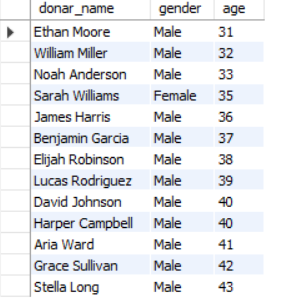 donar_name gender age
Ethan Moore Male 31
William Miller Male 32
Noah Anderson Male 33
Sarah Williams Female 35
James Harris Male 36
Benjamin Garcia Male 37
Elijah Robinson Male 38
Lucas Rodriguez Male 39
David Johnson Male 40
Harper Campbell Male 40
Aria Ward Male 41
Grace Sullivan Male 42
Stella Long Male 43